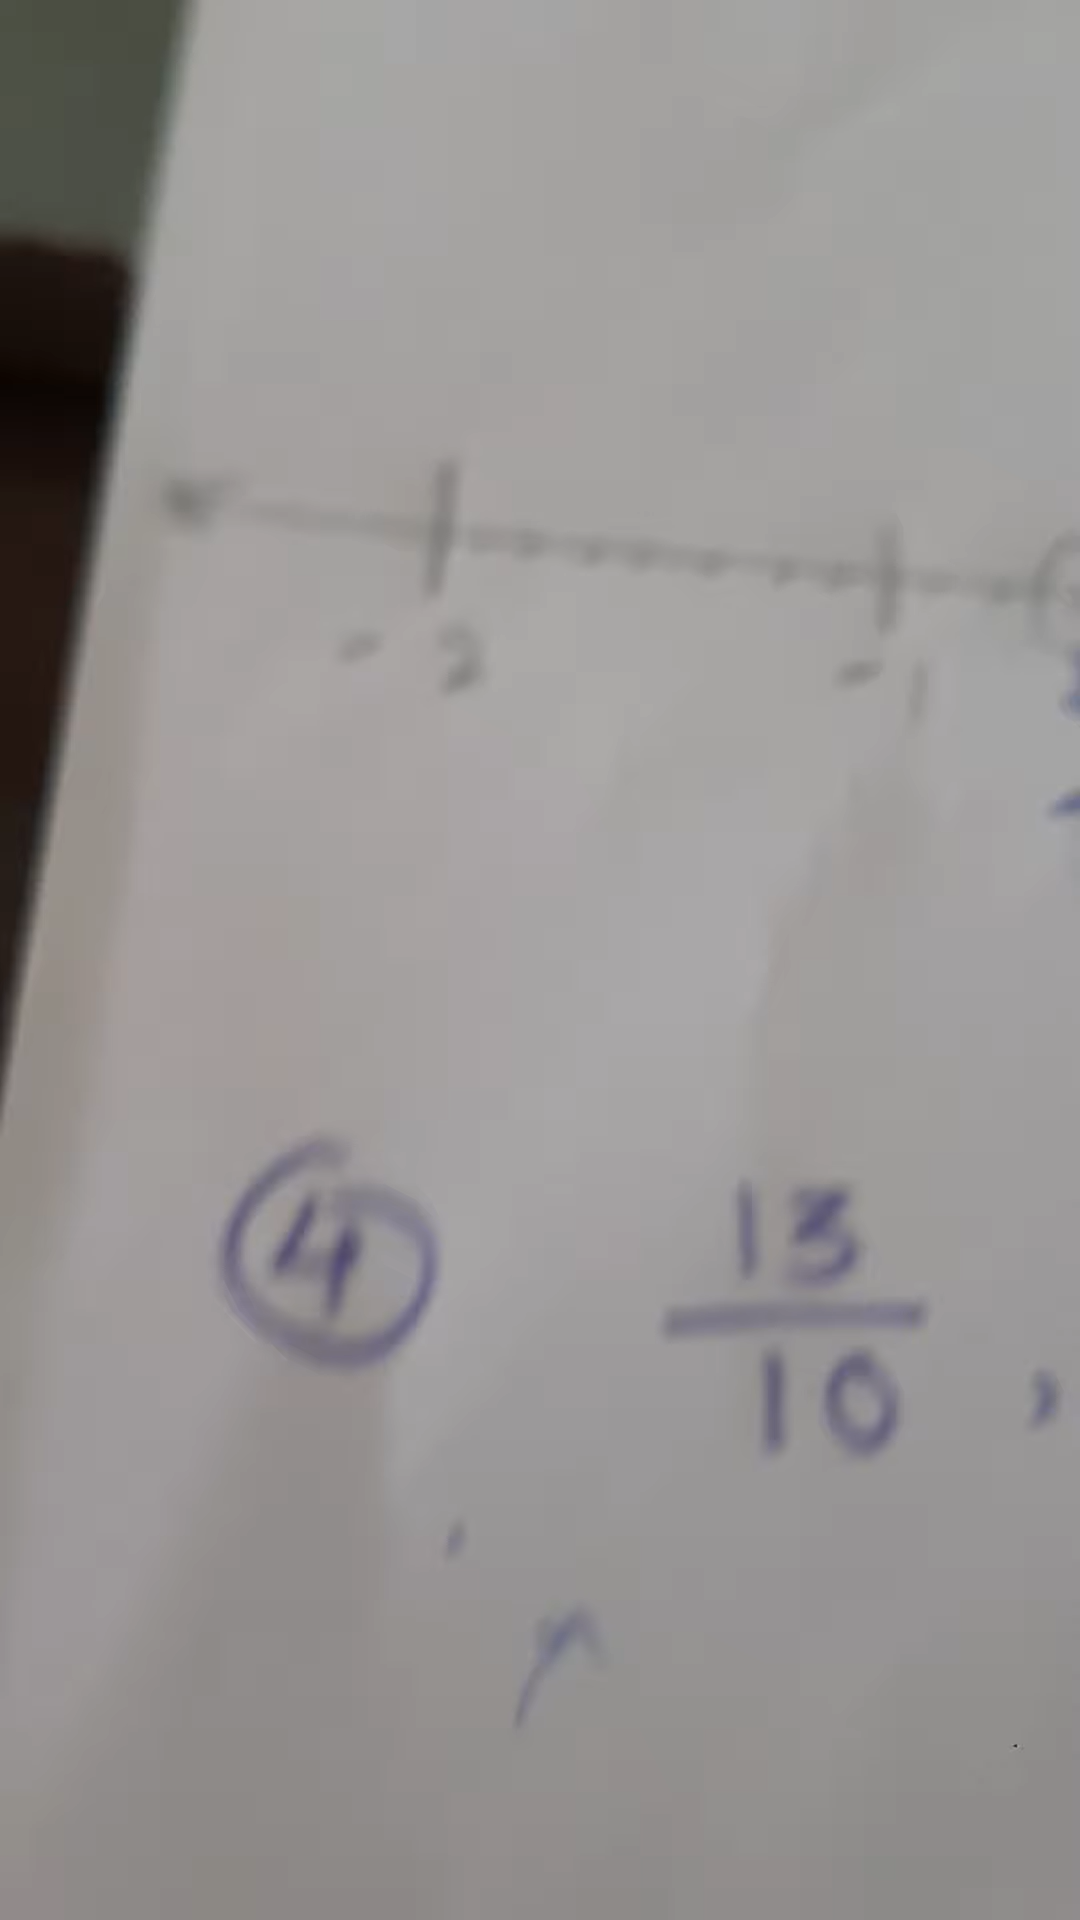 - 2 - 1
④ 13/10 ,